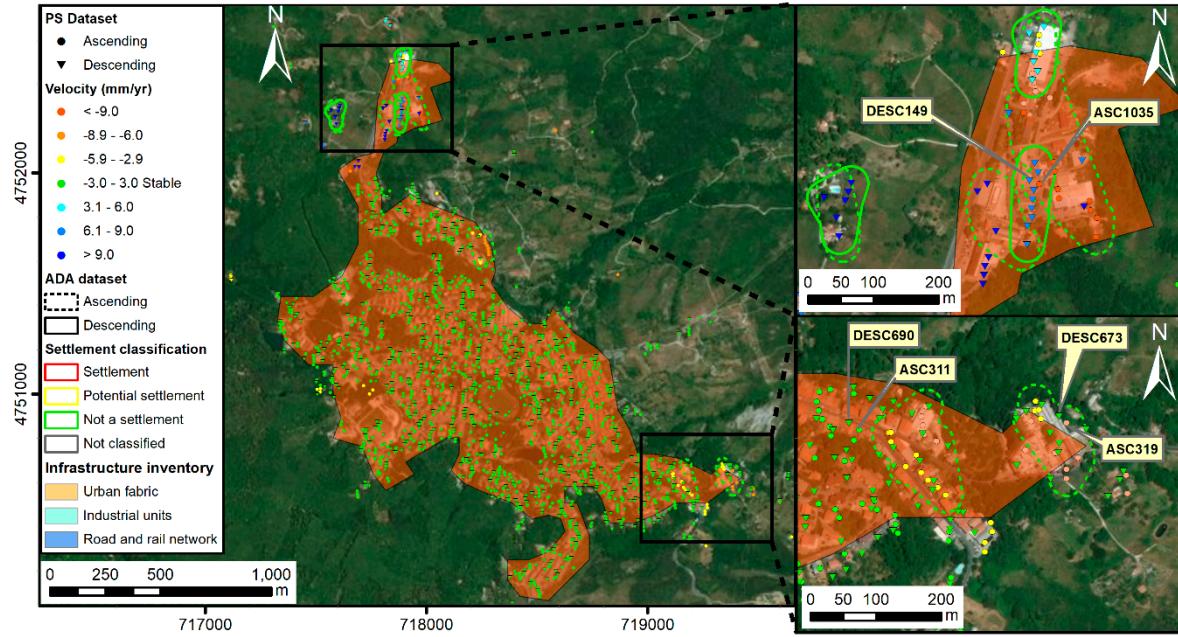 PS Dataset
Ascending
Descending
Velocity (mm/yr)
< -9.0
-8.9 - -6.0
-5.9 - -2.9
-3.0 - 3.0 Stable
3.1 - 6.0
6.1 - 9.0
> 9.0
ADA dataset
Ascending
Descending
Settlement classification
Settlement
Potential settlement
Not a settlement
Not classified
Infrastructure inventory
Urban fabric
Industrial units
Road and rail network
0 250 500 1,000
m
4752000
4751000
717000 718000 719000
N
N
DESC149
ASC1035
0 50 100 200
m
N
DESC690
ASC311
DESC673
ASC319
0 50 100 200
m